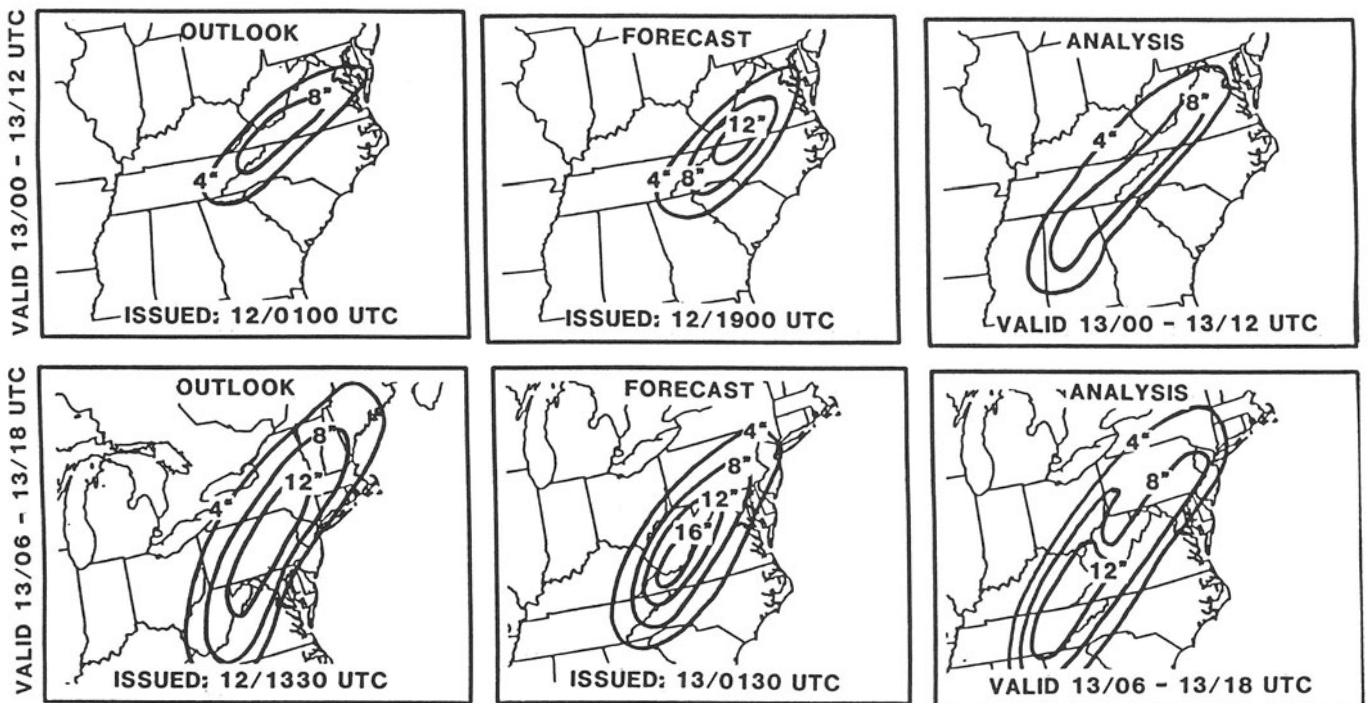 VALID 13/00 - 13/12 UTC
OUTLOOK
8"
4"
ISSUED: 12/0100 UTC
FORECAST
12"
4" 8"
ISSUED: 12/1900 UTC
ANALYSIS
8"
4"
VALID 13/00 - 13/12 UTC
VALID 13/06 - 13/18 UTC
OUTLOOK
8"
12"
4"
ISSUED: 12/1330 UTC
FORECAST
4"
8"
12"
16"
ISSUED: 13/0130 UTC
ANALYSIS
4"
8"
12"
VALID 13/06 - 13/18 UTC